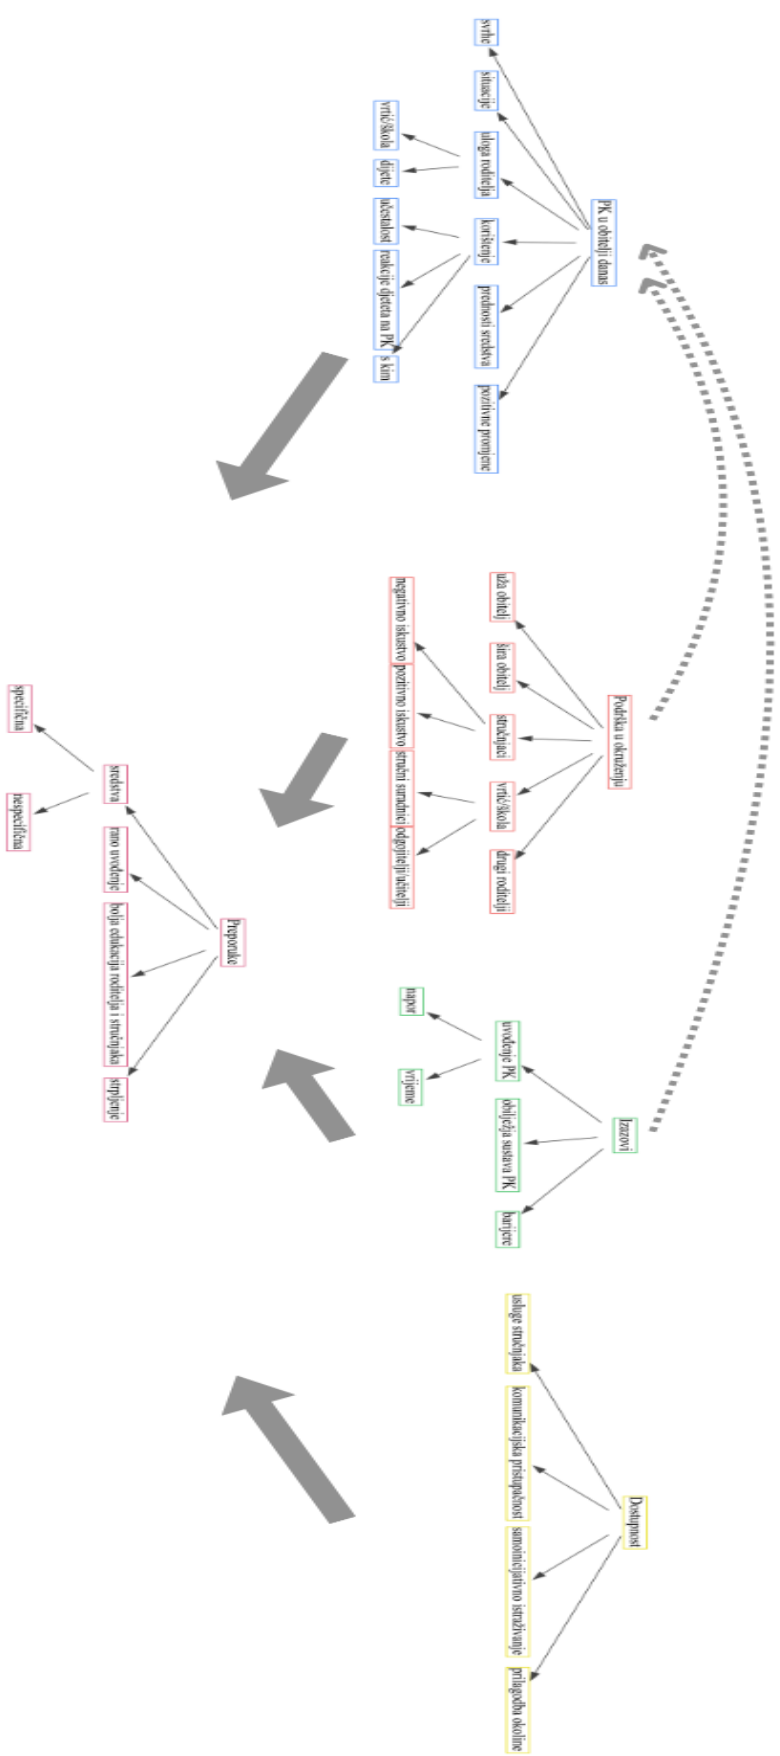 PK u obitelji danas
svrhe
situacije
uloga roditelja
korištenje
prednosti sredstva
pozitivne promjene
vrtić/škola
dijete
učestalost
reakcije djeteta na PK
s kim
Podrška u okruženju
uža obitelj
šira obitelj
stručnjaci
vrtić/škola
drugi roditelji
negativno iskustvo
pozitivno iskustvo
stručni suradnici
odgojitelji/učitelji
Izazovi
uvođenje PK
obilježja sustava PK
barijere
napor
vrijeme
Dostupnost
usluge stručnjaka
komunikacijska pristupačnost
samoinicijativno istraživanje
prilagodba okoline
Preporuke
sredstva
rano uvođenje
bolja edukacija roditelja i stručnjaka
strpljenje
specifična
nespecifična